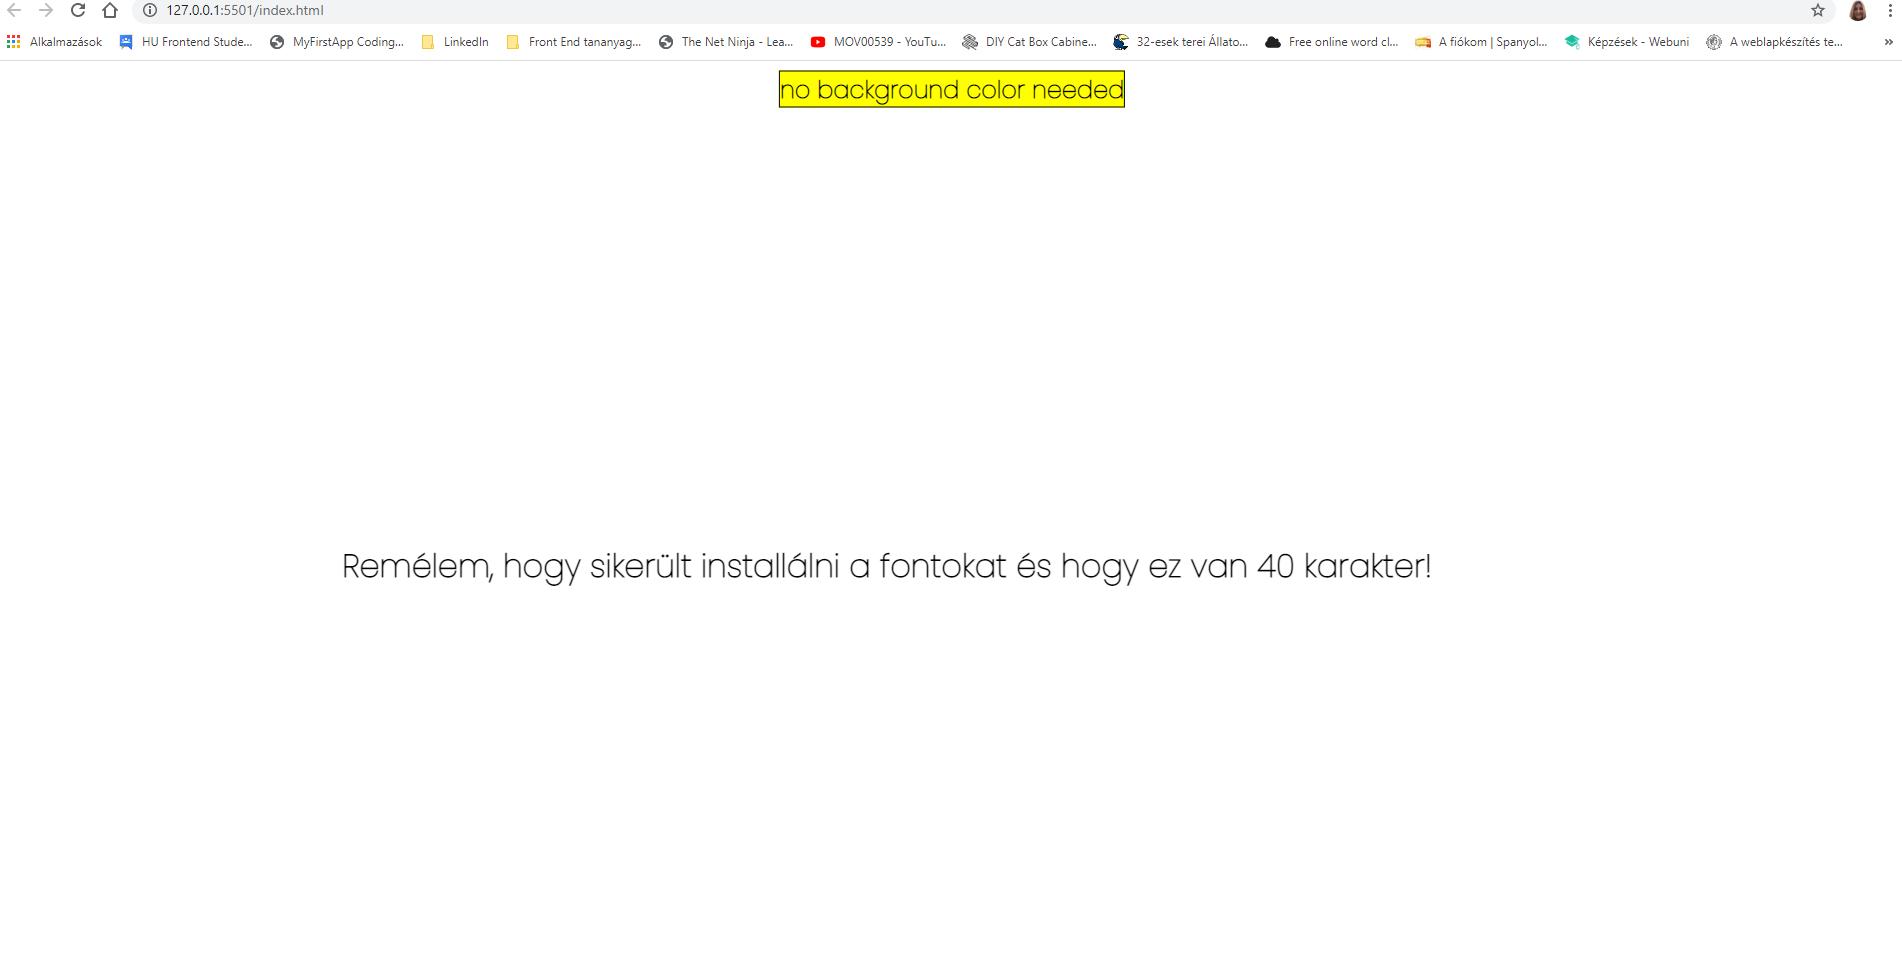 127.0.0.1:5501/index.html
Alkalmazások HU Frontend Stude... MyFirstApp Coding... LinkedIn Front End tananyag... The Net Ninja - Lea... MOV00539 - YouTu... DIY Cat Box Cabine... 32-esek terei Állato... Free online word cl... A fiókom | Spanyol... Képzések - Webuni A weblapkészítés te... »
no background color needed
Remélem, hogy sikerült installálni a fontokat és hogy ez van 40 karakter!